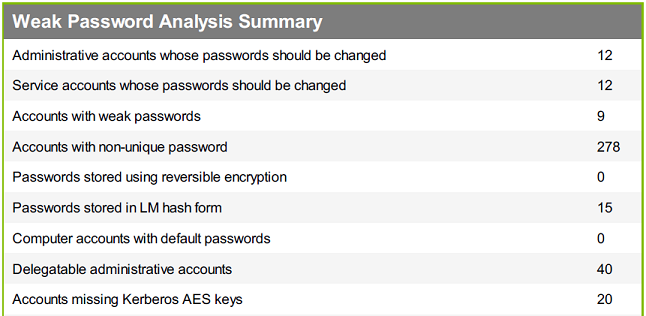 Weak Password Analysis Summary
Administrative accounts whose passwords should be changed 12
Service accounts whose passwords should be changed 12
Accounts with weak passwords 9
Accounts with non-unique password 278
Passwords stored using reversible encryption 0
Passwords stored in LM hash form 15
Computer accounts with default passwords 0
Delegatable administrative accounts 40
Accounts missing Kerberos AES keys 20